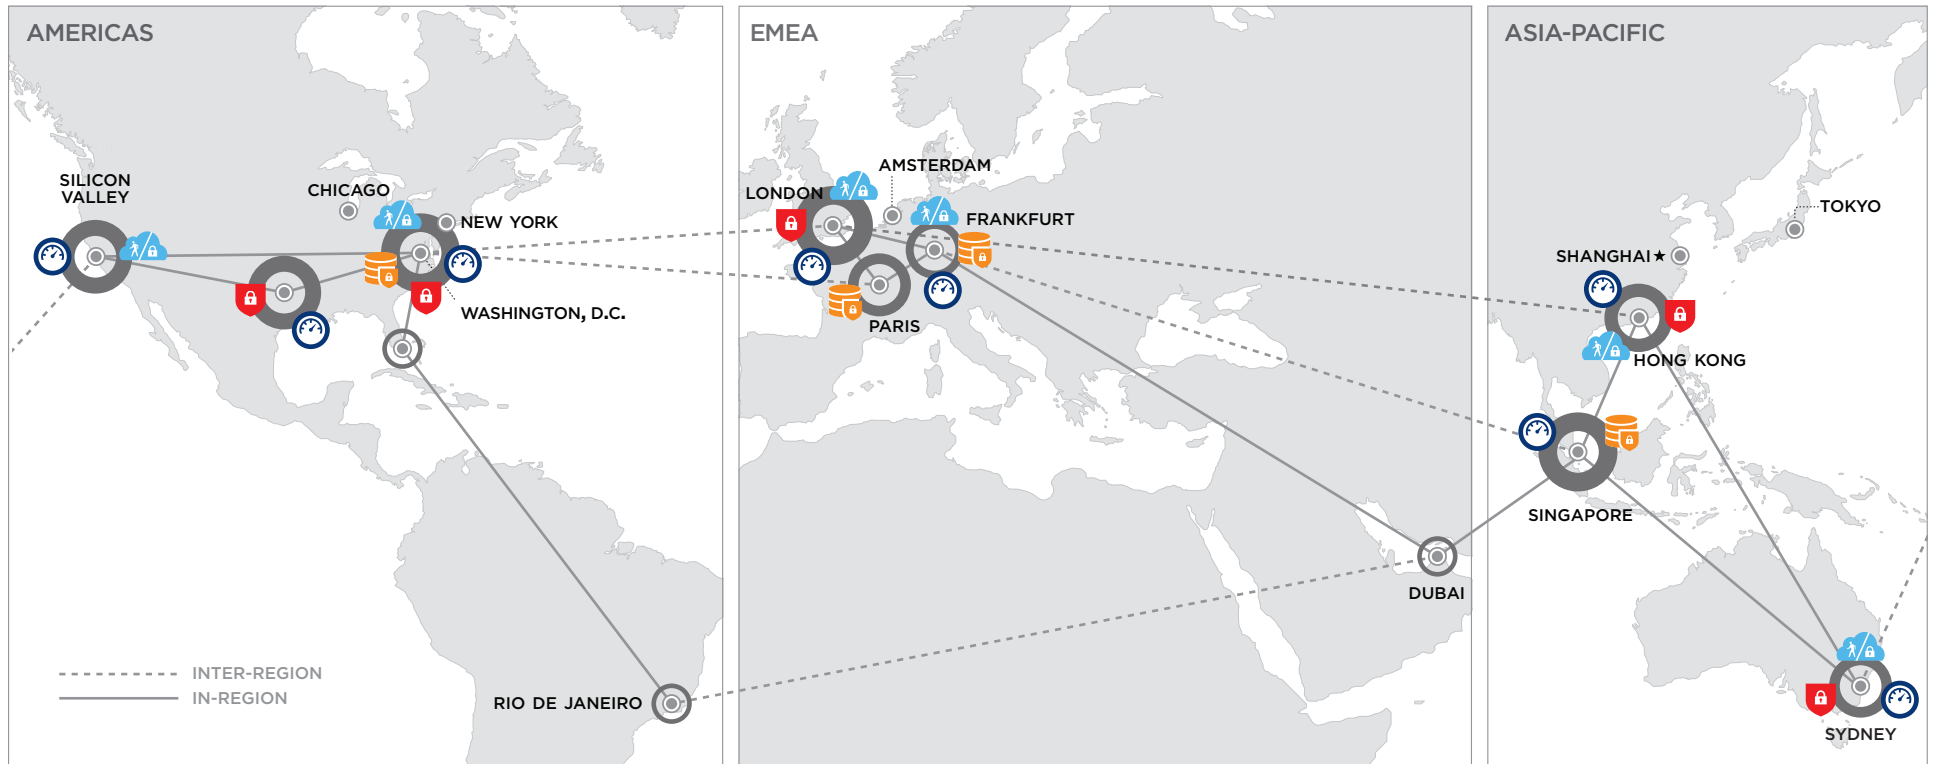 AMERICAS
SILICON
VALLEY
CHICAGO
NEW YORK
WASHINGTON, D.C.
RIO DE JANEIRO
INTER-REGION
IN-REGION
EMEA
LONDON
AMSTERDAM
FRANKFURT
PARIS
DUBAI
ASIA-PACIFIC
TOKYO
SHANGHAI★
HONG KONG
SINGAPORE
SYDNEY